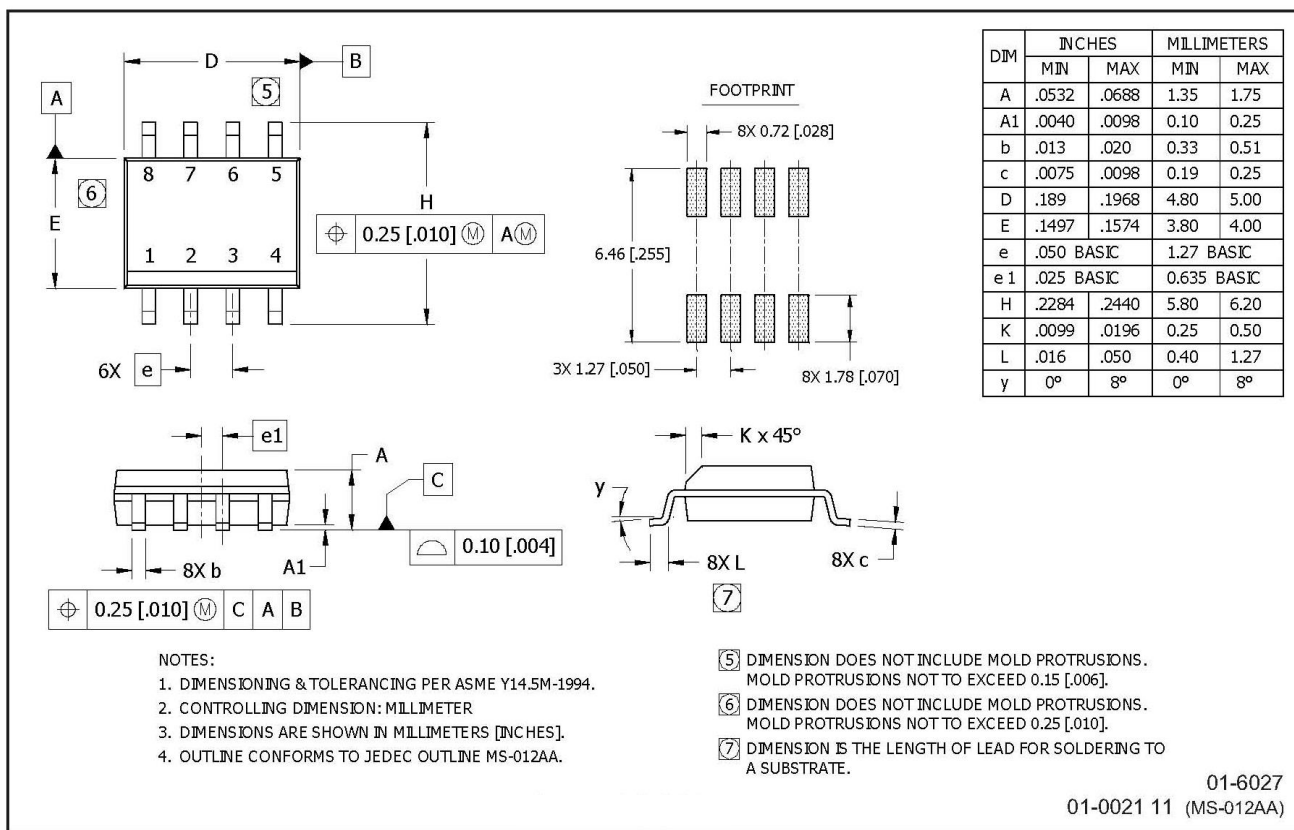 D
B
5
A
8 7 6 5
6
E
H
⌖ 0.25 [.010] Ⓜ A Ⓜ
1 2 3 4
6X e
FOOTPRINT
8X 0.72 [.028]
6.46 [.255]
3X 1.27 [.050]
8X 1.78 [.070]
DIM INCHES MILLIMETERS
MIN MAX MIN MAX
A .0532 .0688 1.35 1.75
A1 .0040 .0098 0.10 0.25
b .013 .020 0.33 0.51
c .0075 .0098 0.19 0.25
D .189 .1968 4.80 5.00
E .1497 .1574 3.80 4.00
e .050 BASIC 1.27 BASIC
e1 .025 BASIC 0.635 BASIC
H .2284 .2440 5.80 6.20
K .0099 .0196 0.25 0.50
L .016 .050 0.40 1.27
y 0° 8° 0° 8°
e1
A
C
0.10 [.004]
A1
8X b
⌖ 0.25 [.010] Ⓜ C A B
K x 45°
y
8X L
8X c
7
NOTES:
1. DIMENSIONING & TOLERANCING PER ASME Y14.5M-1994.
2. CONTROLLING DIMENSION: MILLIMETER
3. DIMENSIONS ARE SHOWN IN MILLIMETERS [INCHES].
4. OUTLINE CONFORMS TO JEDEC OUTLINE MS-012AA.
5 DIMENSION DOES NOT INCLUDE MOLD PROTRUSIONS.
MOLD PROTRUSIONS NOT TO EXCEED 0.15 [.006].
6 DIMENSION DOES NOT INCLUDE MOLD PROTRUSIONS.
MOLD PROTRUSIONS NOT TO EXCEED 0.25 [.010].
7 DIMENSION IS THE LENGTH OF LEAD FOR SOLDERING TO
A SUBSTRATE.
01-6027
01-0021 11 (MS-012AA)